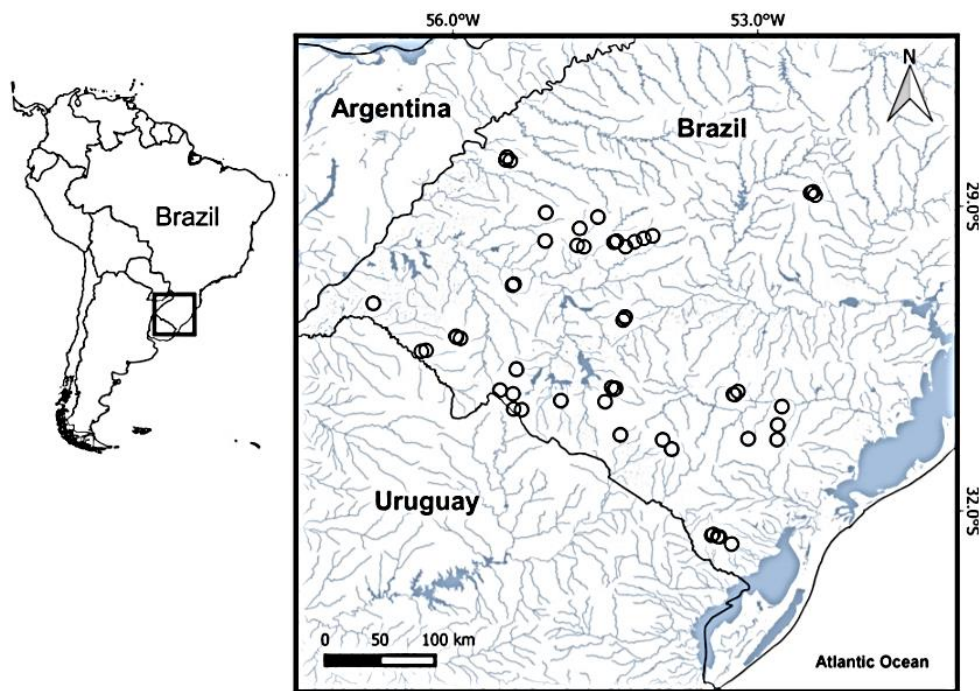 56.0°W
53.0°W
N
Argentina
Brazil
Brazil
29.0°S
Uruguay
32.0°S
0 50 100 km
Atlantic Ocean